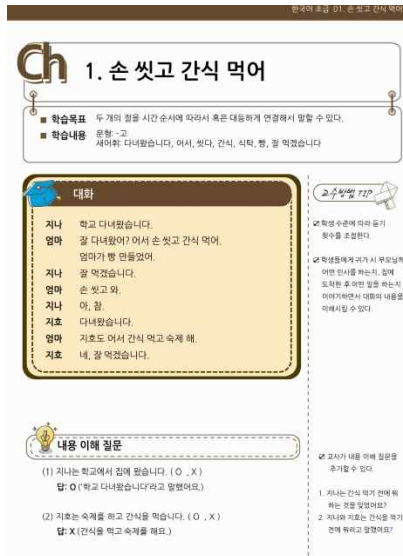 한국어 초급 01. 손 씻고 간식 먹어
Ch 1. 손 씻고 간식 먹어
■ 학습목표 두 개의 절을 시간 순서에 따라서 혹은 대등하게 연결해서 말할 수 있다.
■ 학습내용 문형: -고
새어휘: 다녀왔습니다, 어서, 씻다, 간식, 식탁, 빵, 잘 먹겠습니다
대화
지나 학교 다녀왔습니다.
엄마 잘 다녀왔어? 어서 손 씻고 간식 먹어.
엄마가 빵 만들었어.
지나 잘 먹겠습니다.
엄마 손 씻고 와.
지나 아, 참.
지호 다녀왔습니다.
엄마 지호도 어서 간식 먹고 숙제 해.
지호 네, 잘 먹겠습니다.
교수방법 TIP
학생 수준에 따라 듣기
횟수를 조절한다.
학생들에게 귀가 시 부모님께
어떤 인사를 하는지, 집에
도착한 후 어떤 일을 하는지
이야기하면서 대화의 내용을
이해시킬 수 있다.
내용 이해 질문
(1) 지나는 학교에서 집에 왔습니다. ( O , X )
답: O ('학교 다녀왔습니다'라고 말했어요.)
(2) 지호는 숙제를 하고 간식을 먹습니다. ( O , X )
답: X (간식을 먹고 숙제를 해요.)
교사가 내용 이해 질문을
추가할 수 있다.
1. 지나는 간식 먹기 전에 뭐
하는 것을 잊었어요?
2. 지나와 지호는 간식을 먹기
전에 뭐라고 말했어요?